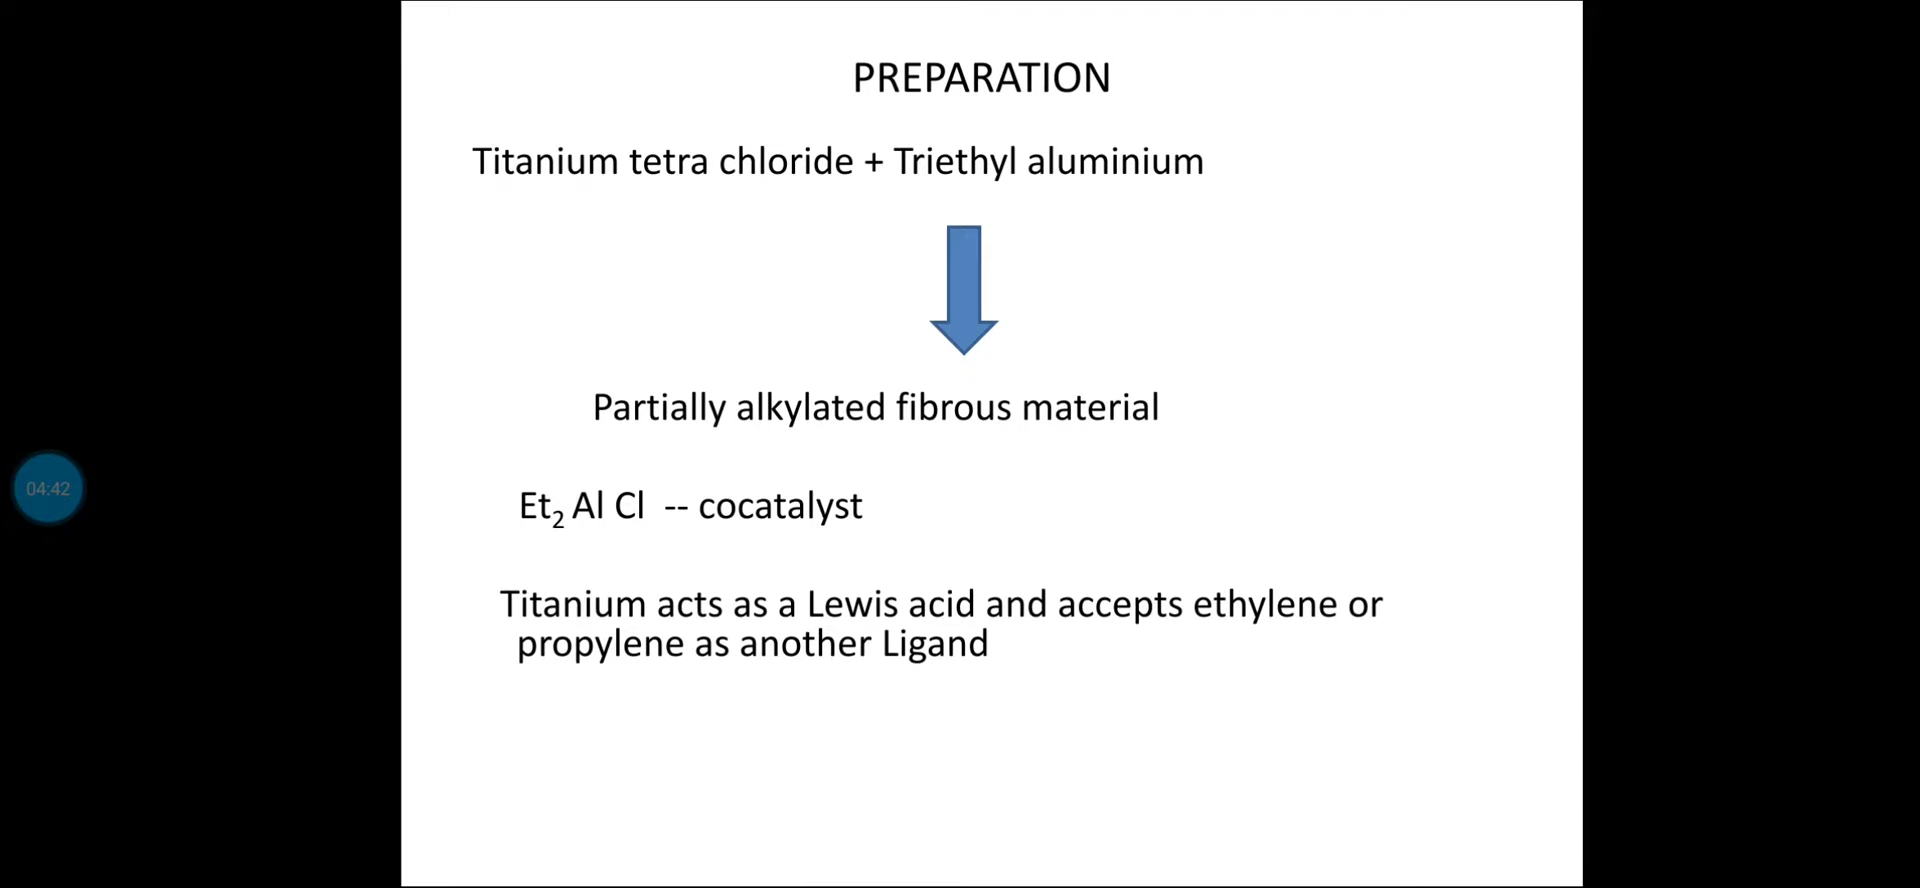 PREPARATION
Titanium tetra chloride + Triethyl aluminium
Partially alkylated fibrous material
04:42
Et₂ Al Cl -- cocatalyst
Titanium acts as a Lewis acid and accepts ethylene or
propylene as another Ligand